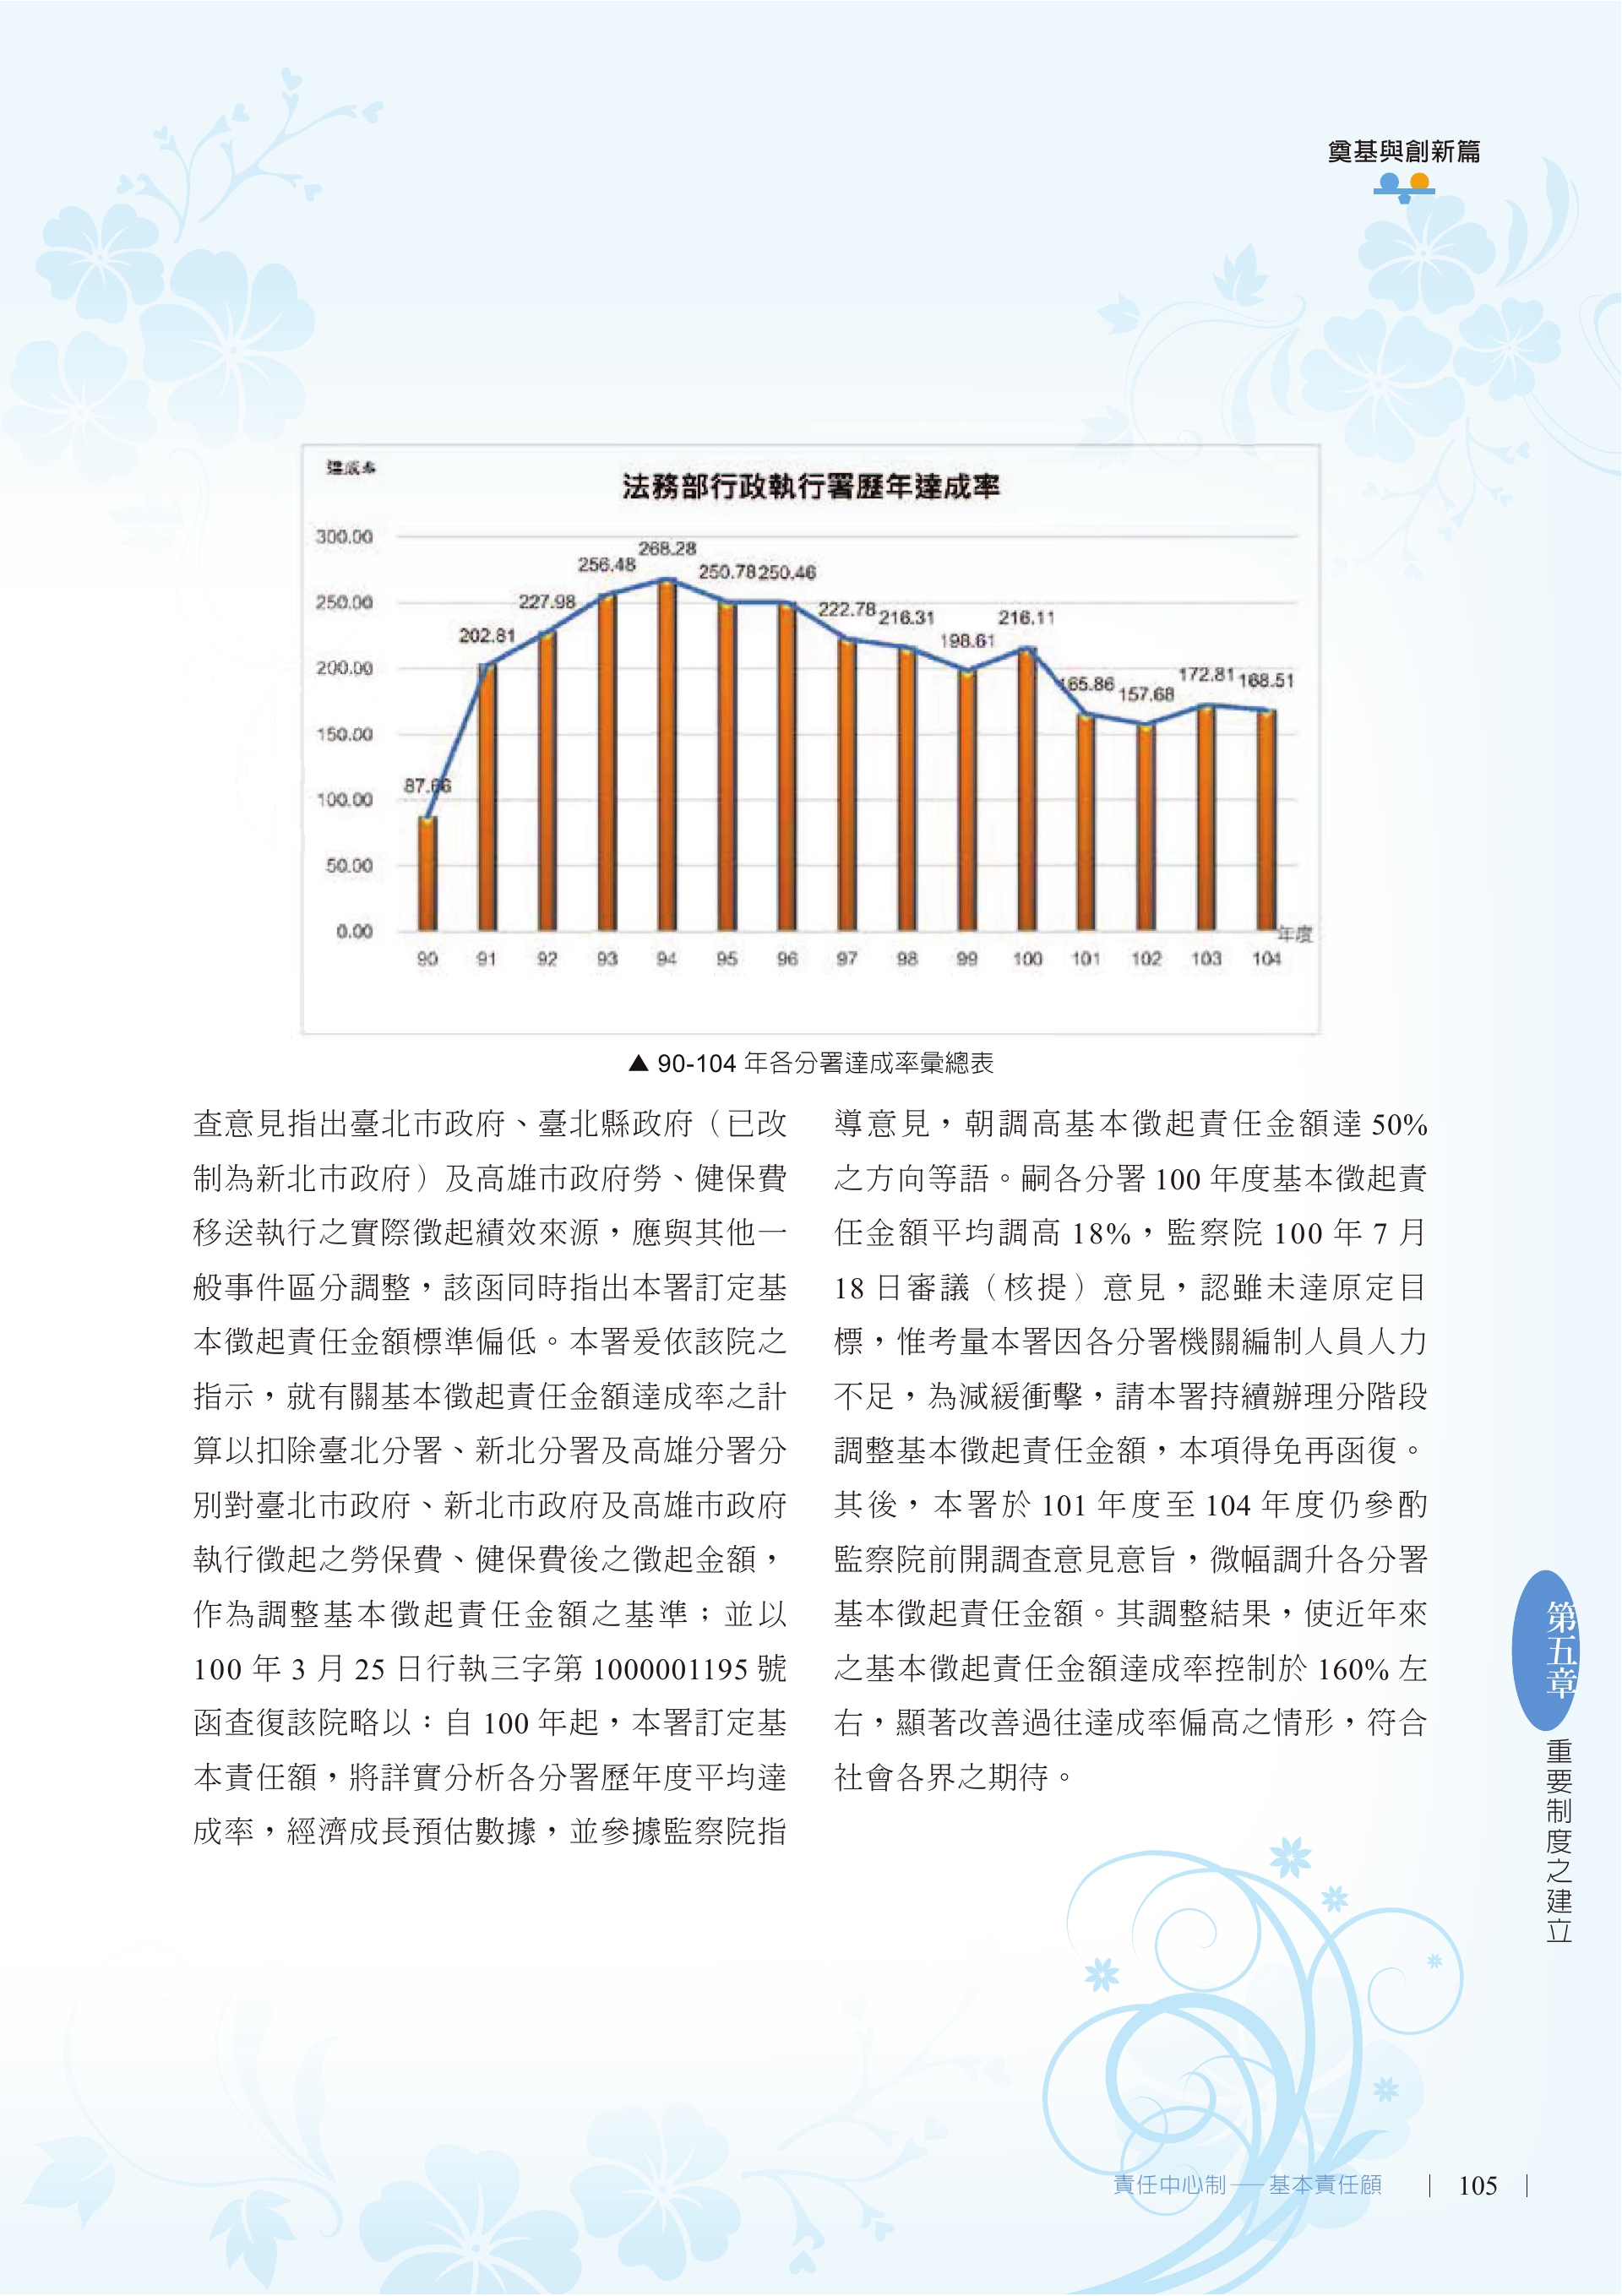 奠基與創新篇
達成率
法務部行政執行署歷年達成率
300.00
250.00
200.00
150.00
100.00
50.00
0.00
87.66
202.81
227.98
256.48
268.28
250.78
250.46
222.78
216.31
198.61
216.11
165.86
157.68
172.81
168.51
90 91 92 93 94 95 96 97 98 99 100 101 102 103 104
年度
▲ 90-104 年各分署達成率彙總表
查意見指出臺北市政府、臺北縣政府（已改
制為新北市政府）及高雄市政府勞、健保費
移送執行之實際徵起績效來源，應與其他一
般事件區分調整，該函同時指出本署訂定基
本徵起責任金額標準偏低。本署爰依該院之
指示，就有關基本徵起責任金額達成率之計
算以扣除臺北分署、新北分署及高雄分署分
別對臺北市政府、新北市政府及高雄市政府
執行徵起之勞保費、健保費後之徵起金額，
作為調整基本徵起責任金額之基準；並以
100 年 3 月 25 日行執三字第 1000001195 號
函查復該院略以：自 100 年起，本署訂定基
本責任額，將詳實分析各分署歷年度平均達
成率，經濟成長預估數據，並參據監察院指
導意見，朝調高基本徵起責任金額達 50%
之方向等語。嗣各分署 100 年度基本徵起責
任金額平均調高 18%，監察院 100 年 7 月
18 日審議（核提）意見，認雖未達原定目
標，惟考量本署因各分署機關編制人員人力
不足，為減緩衝擊，請本署持續辦理分階段
調整基本徵起責任金額，本項得免再函復。
其後，本署於 101 年度至 104 年度仍參酌
監察院前開調查意見意旨，微幅調升各分署
基本徵起責任金額。其調整結果，使近年來
之基本徵起責任金額達成率控制於 160% 左
右，顯著改善過往達成率偏高之情形，符合
社會各界之期待。
第五章
重要制度之建立
責任中心制──基本責任額
105